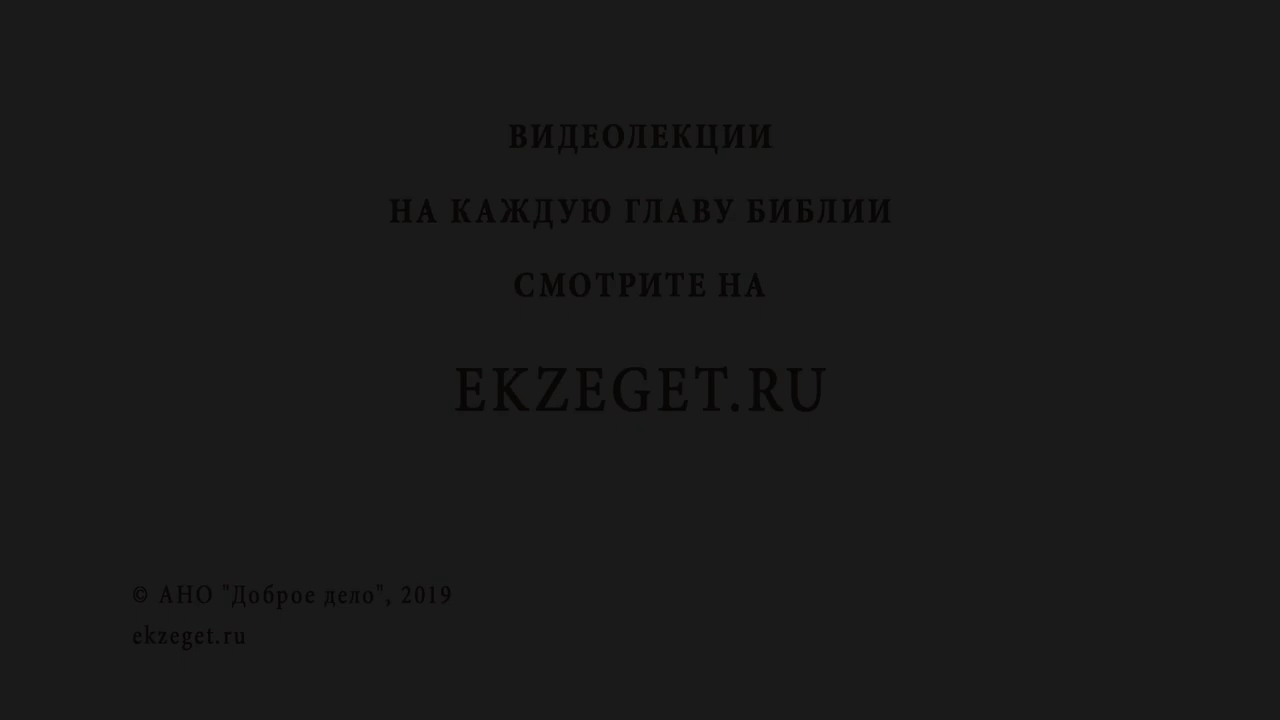 ВИДЕОЛЕКЦИИ
НА КАЖДУЮ ГЛАВУ БИБЛИИ
СМОТРИТЕ НА
EKZEGET.RU
© АНО "Доброе дело", 2019
ekzeget.ru